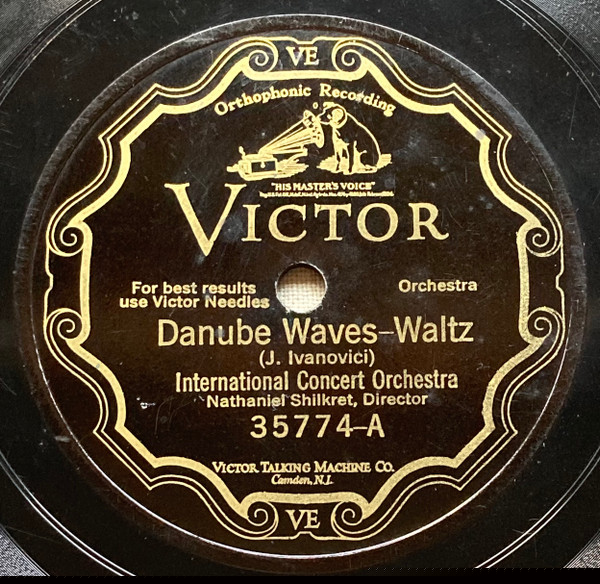 VE
Orthophonic Recording
"HIS MASTER'S VOICE"
VICTOR
For best results
use Victor Needles
Orchestra
Danube Waves–Waltz
(J. Ivanovici)
International Concert Orchestra
Nathaniel Shilkret, Director
35774-A
VICTOR TALKING MACHINE CO.
Camden, N.J.
VE